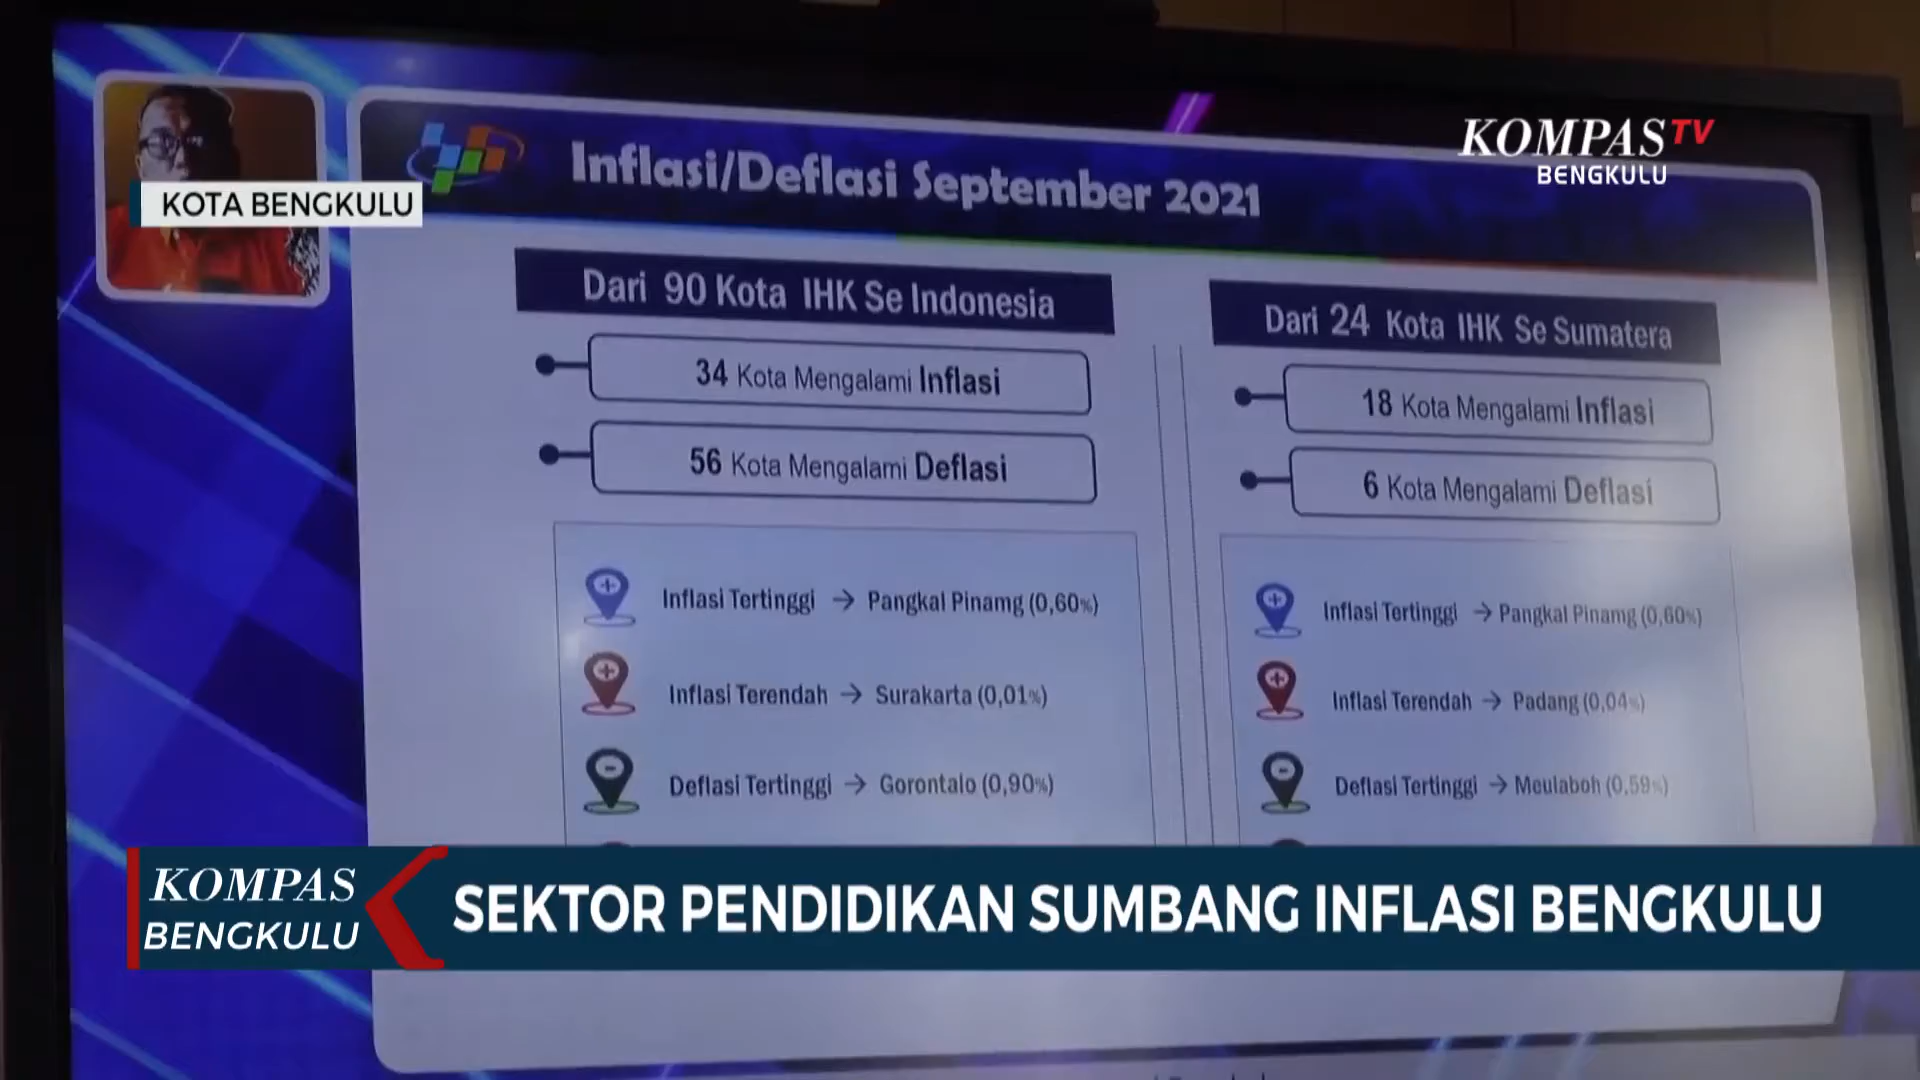 KOTA BENGKULU
KOMPAS TV
BENGKULU
Inflasi/Deflasi September 2021
Dari 90 Kota IHK Se Indonesia
34 Kota Mengalami Inflasi
56 Kota Mengalami Deflasi
Inflasi Tertinggi → Pangkal Pinamg (0,60%)
Inflasi Terendah → Surakarta (0,01%)
Deflasi Tertinggi → Gorontalo (0,90%)
Dari 24 Kota IHK Se Sumatera
18 Kota Mengalami Inflasi
6 Kota Mengalami Deflasi
Inflasi Tertinggi → Pangkal Pinamg (0,60%)
Inflasi Terendah → Padang (0,04%)
Deflasi Tertinggi → Meulaboh (0,59%)
KOMPAS
BENGKULU
SEKTOR PENDIDIKAN SUMBANG INFLASI BENGKULU